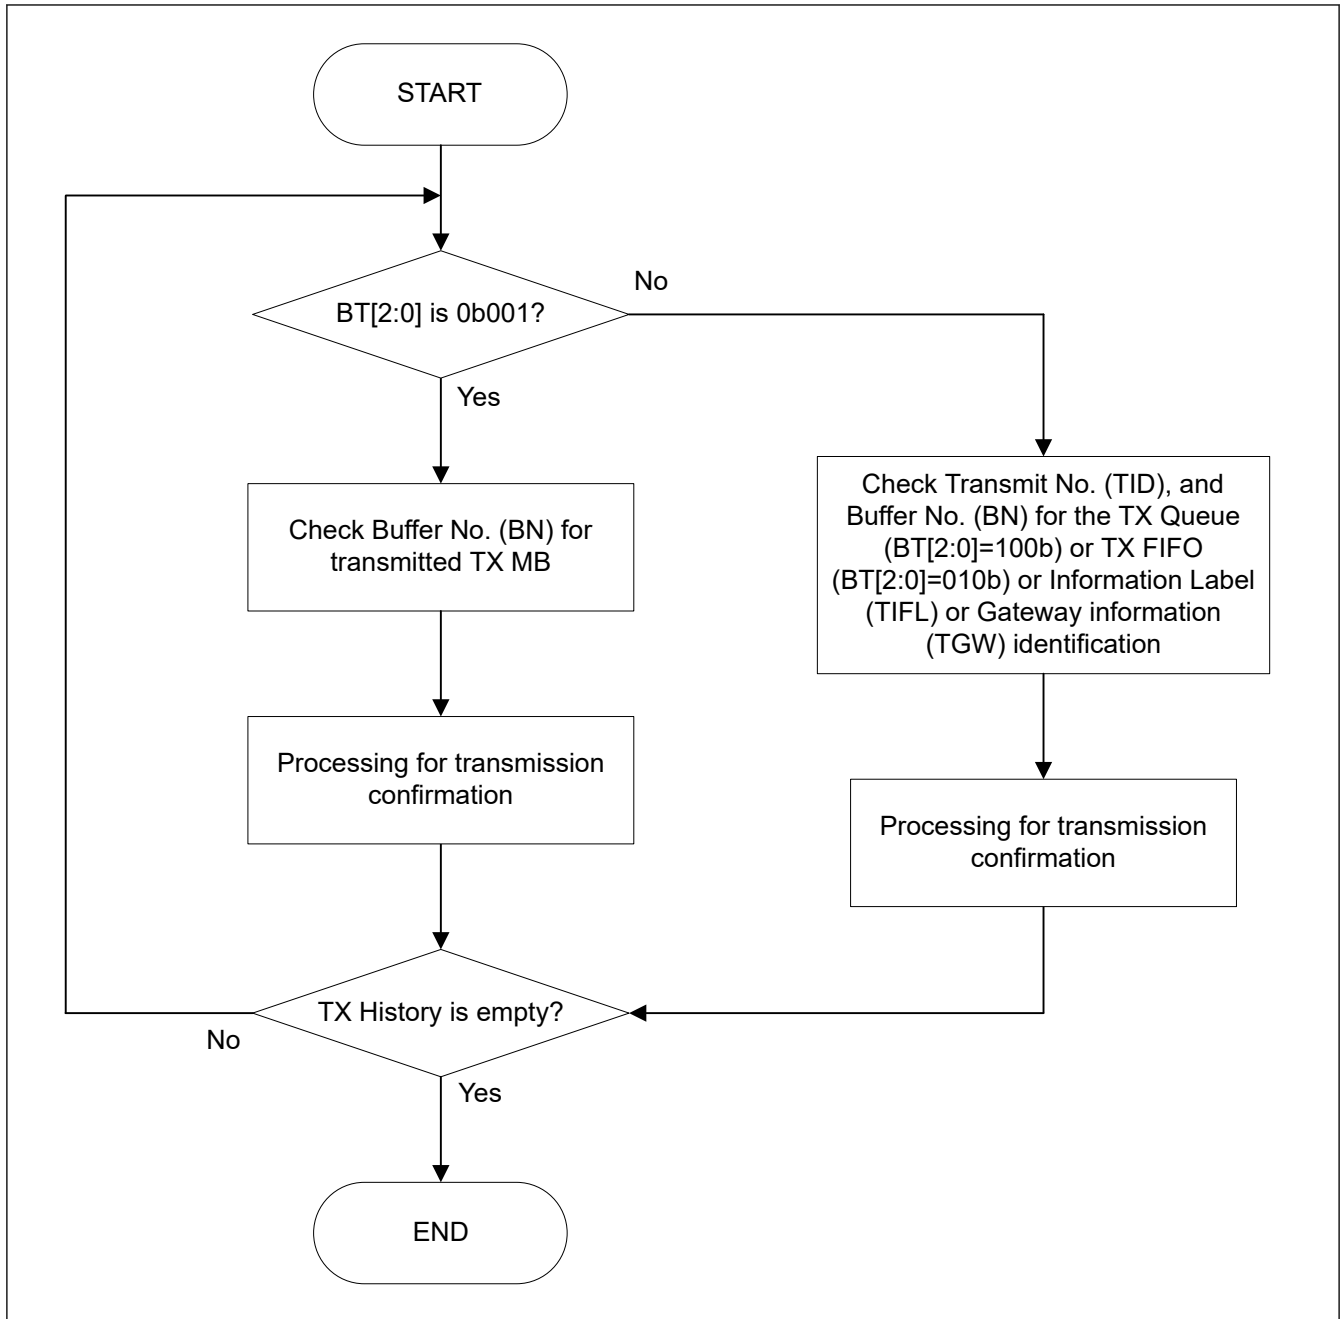 START
BT[2:0] is 0b001?
No
Yes
Check Buffer No. (BN) for
transmitted TX MB
Check Transmit No. (TID), and
Buffer No. (BN) for the TX Queue
(BT[2:0]=100b) or TX FIFO
(BT[2:0]=010b) or Information Label
(TIFL) or Gateway information
(TGW) identification
Processing for transmission
confirmation
Processing for transmission
confirmation
TX History is empty?
No
Yes
END